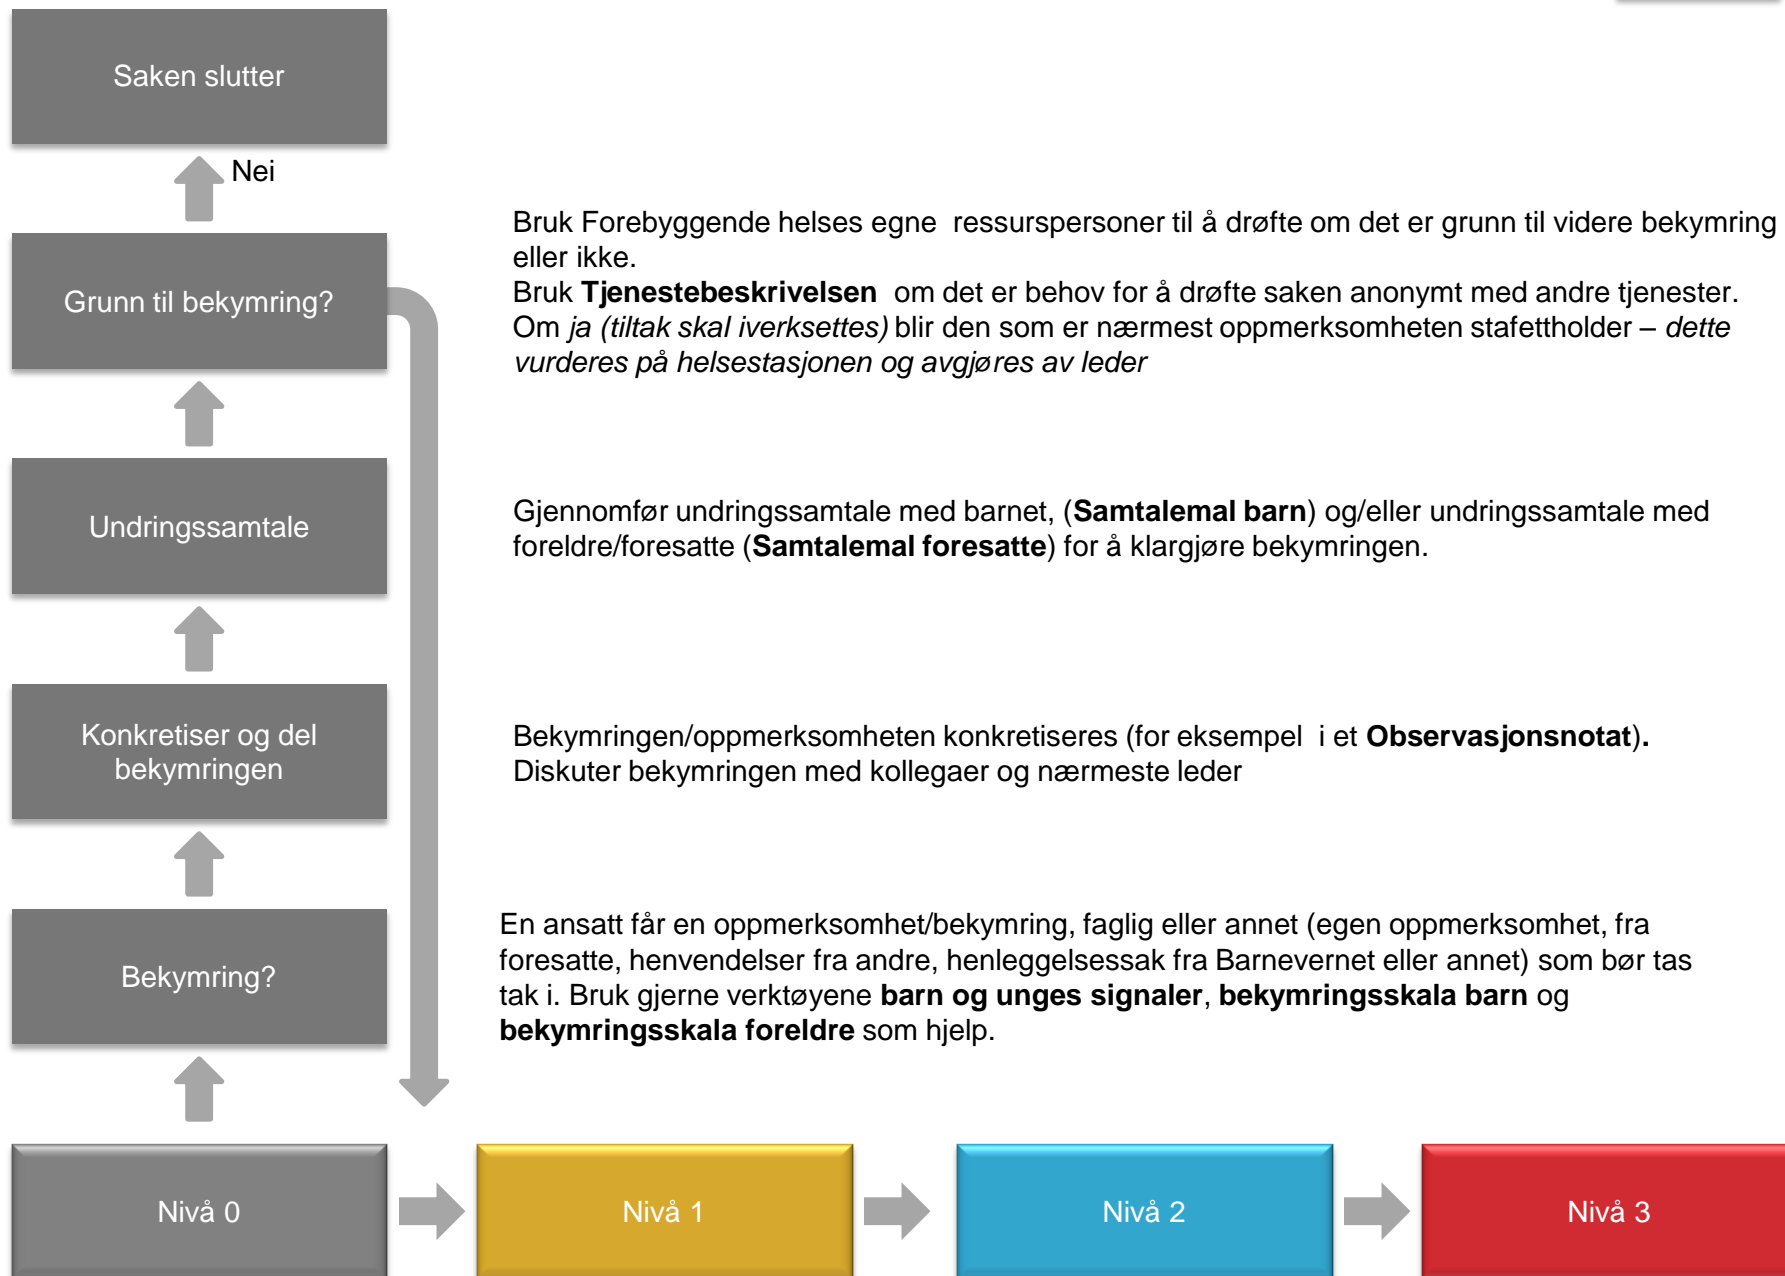 Saken slutter
Nei
Grunn til bekymring?
Bruk Forebyggende helses egne ressurspersoner til å drøfte om det er grunn til videre bekymring
eller ikke.
Bruk Tjenestebeskrivelsen om det er behov for å drøfte saken anonymt med andre tjenester.
Om ja (tiltak skal iverksettes) blir den som er nærmest oppmerksomheten stafettholder – dette
vurderes på helsestasjonen og avgjøres av leder
Undringssamtale
Gjennomfør undringssamtale med barnet, (Samtalemal barn) og/eller undringssamtale med
foreldre/foresatte (Samtalemal foresatte) for å klargjøre bekymringen.
Konkretiser og del
bekymringen
Bekymringen/oppmerksomheten konkretiseres (for eksempel i et Observasjonsnotat).
Diskuter bekymringen med kollegaer og nærmeste leder
Bekymring?
En ansatt får en oppmerksomhet/bekymring, faglig eller annet (egen oppmerksomhet, fra
foresatte, henvendelser fra andre, henleggelsessak fra Barnevernet eller annet) som bør tas
tak i. Bruk gjerne verktøyene barn og unges signaler, bekymringsskala barn og
bekymringsskala foreldre som hjelp.
Nivå 0
Nivå 1
Nivå 2
Nivå 3